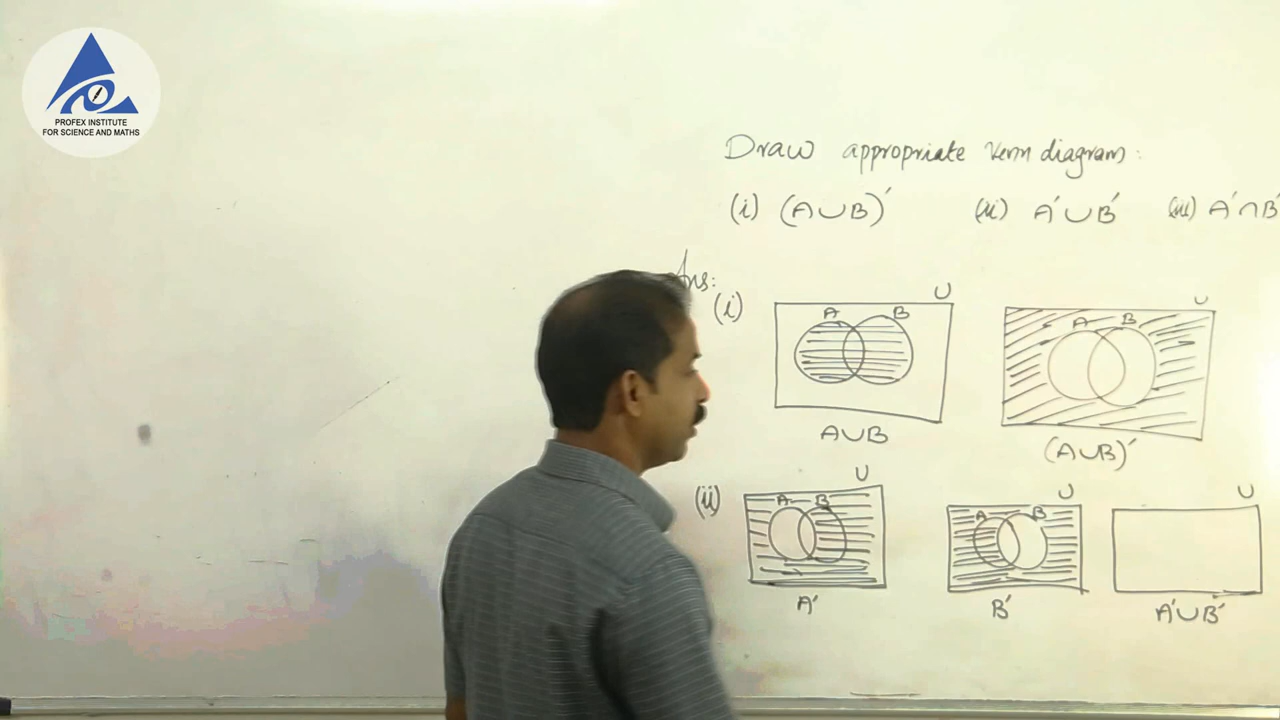 PROFEX INSTITUTE
FOR SCIENCE AND MATHS
Draw appropriate Venn diagram:
(i) (A∪B)′ (ii) A′∪B′ (iii) A′∩B′
Ans:
(i)
U
A B
A∪B
U
A B
(A∪B)′
(ii)
U
A B
A′
U
A B
B′
U
A′∪B′